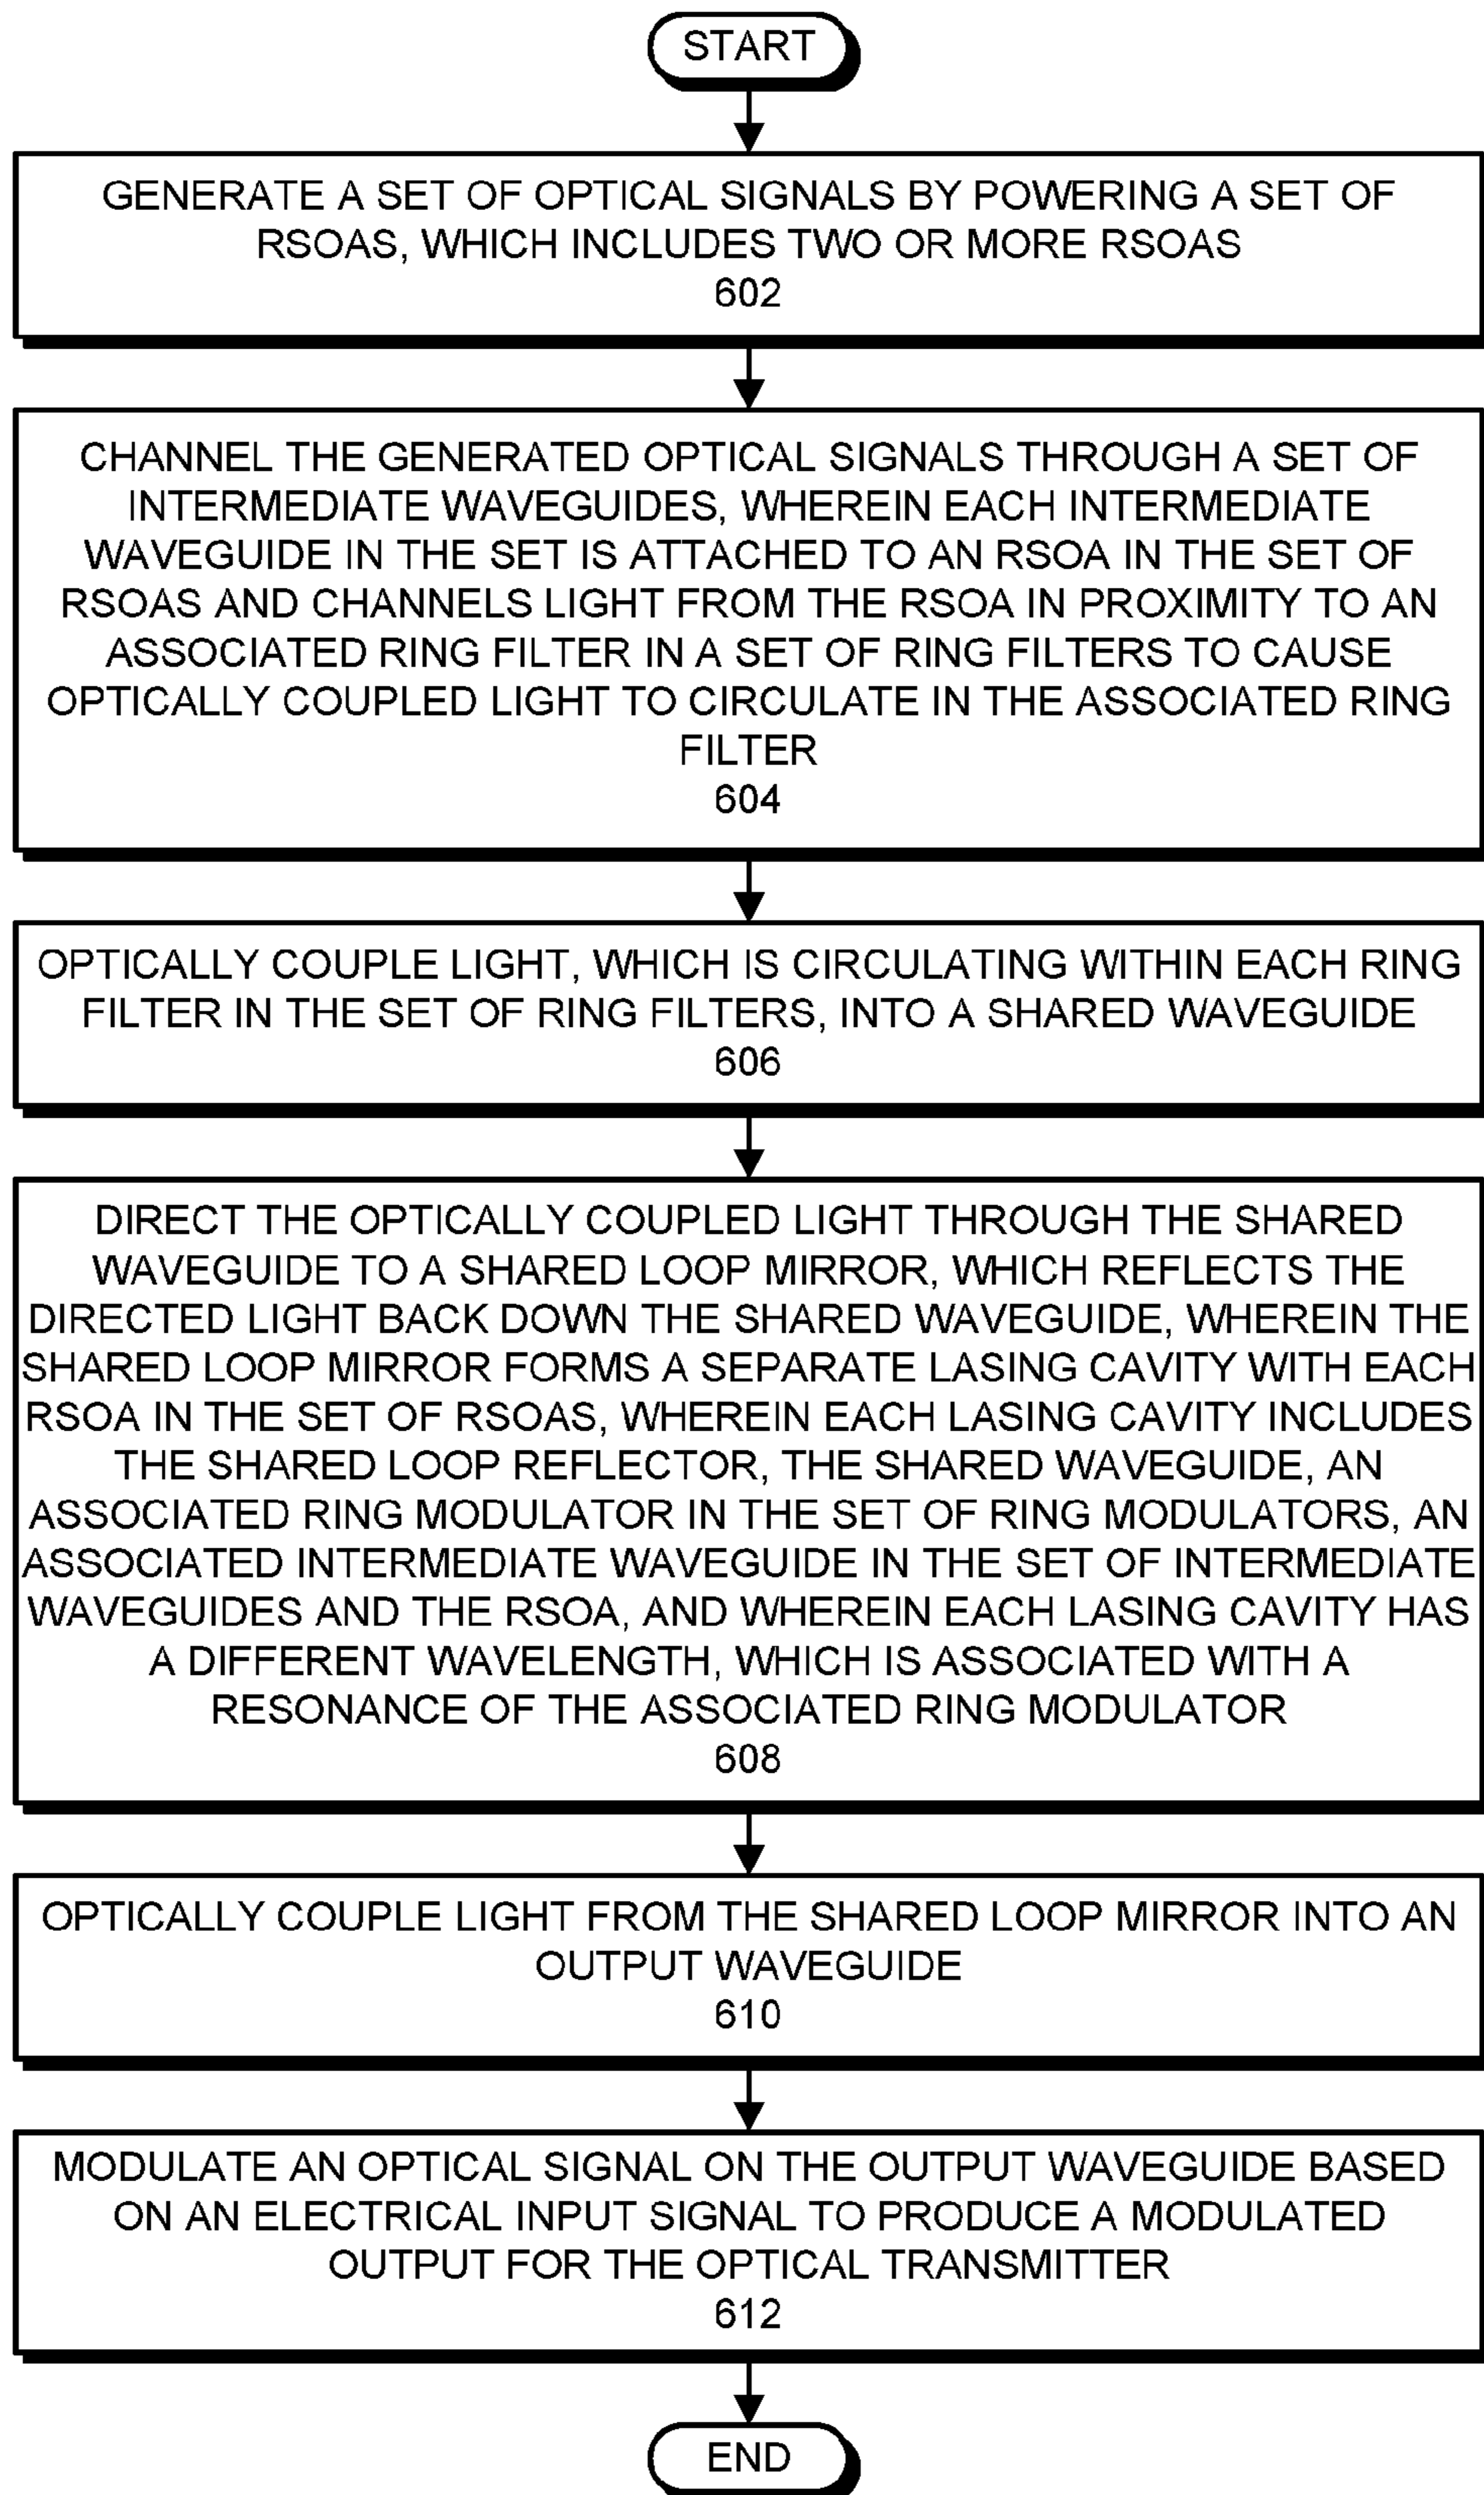 START
GENERATE A SET OF OPTICAL SIGNALS BY POWERING A SET OF
RSOAS, WHICH INCLUDES TWO OR MORE RSOAS
602
CHANNEL THE GENERATED OPTICAL SIGNALS THROUGH A SET OF
INTERMEDIATE WAVEGUIDES, WHEREIN EACH INTERMEDIATE
WAVEGUIDE IN THE SET IS ATTACHED TO AN RSOA IN THE SET OF
RSOAS AND CHANNELS LIGHT FROM THE RSOA IN PROXIMITY TO AN
ASSOCIATED RING FILTER IN A SET OF RING FILTERS TO CAUSE
OPTICALLY COUPLED LIGHT TO CIRCULATE IN THE ASSOCIATED RING
FILTER
604
OPTICALLY COUPLE LIGHT, WHICH IS CIRCULATING WITHIN EACH RING
FILTER IN THE SET OF RING FILTERS, INTO A SHARED WAVEGUIDE
606
DIRECT THE OPTICALLY COUPLED LIGHT THROUGH THE SHARED
WAVEGUIDE TO A SHARED LOOP MIRROR, WHICH REFLECTS THE
DIRECTED LIGHT BACK DOWN THE SHARED WAVEGUIDE, WHEREIN THE
SHARED LOOP MIRROR FORMS A SEPARATE LASING CAVITY WITH EACH
RSOA IN THE SET OF RSOAS, WHEREIN EACH LASING CAVITY INCLUDES
THE SHARED LOOP REFLECTOR, THE SHARED WAVEGUIDE, AN
ASSOCIATED RING MODULATOR IN THE SET OF RING MODULATORS, AN
ASSOCIATED INTERMEDIATE WAVEGUIDE IN THE SET OF INTERMEDIATE
WAVEGUIDES AND THE RSOA, AND WHEREIN EACH LASING CAVITY HAS
A DIFFERENT WAVELENGTH, WHICH IS ASSOCIATED WITH A
RESONANCE OF THE ASSOCIATED RING MODULATOR
608
OPTICALLY COUPLE LIGHT FROM THE SHARED LOOP MIRROR INTO AN
OUTPUT WAVEGUIDE
610
MODULATE AN OPTICAL SIGNAL ON THE OUTPUT WAVEGUIDE BASED
ON AN ELECTRICAL INPUT SIGNAL TO PRODUCE A MODULATED
OUTPUT FOR THE OPTICAL TRANSMITTER
612
END